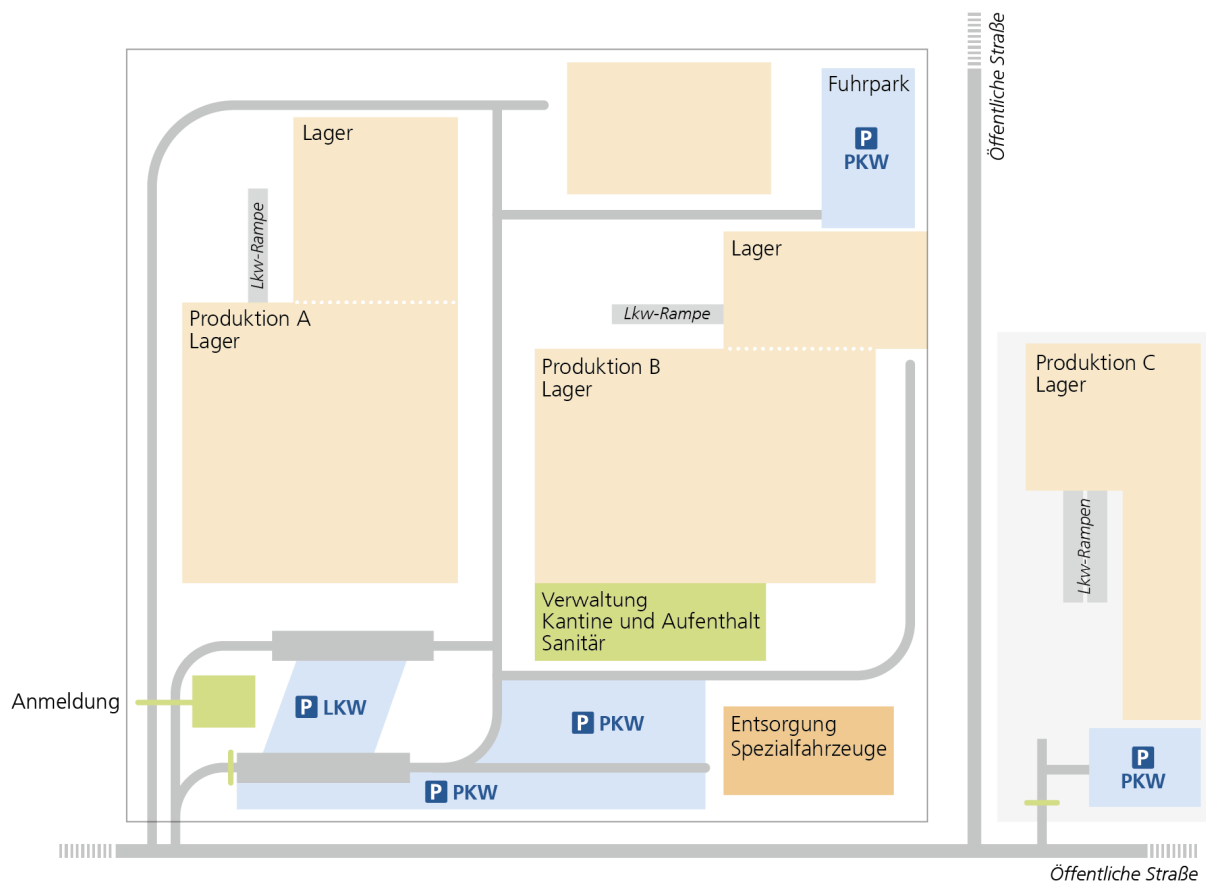 Öffentliche Straße
Fuhrpark
P
PKW
Lager
Lkw-Rampe
Lager
Lkw-Rampe
Produktion A
Lager
Produktion B
Lager
Produktion C
Lager
Lkw-Rampen
Verwaltung
Kantine und Aufenthalt
Sanitär
Anmeldung
P LKW
P PKW
Entsorgung
Spezialfahrzeuge
P PKW
P
PKW
Öffentliche Straße